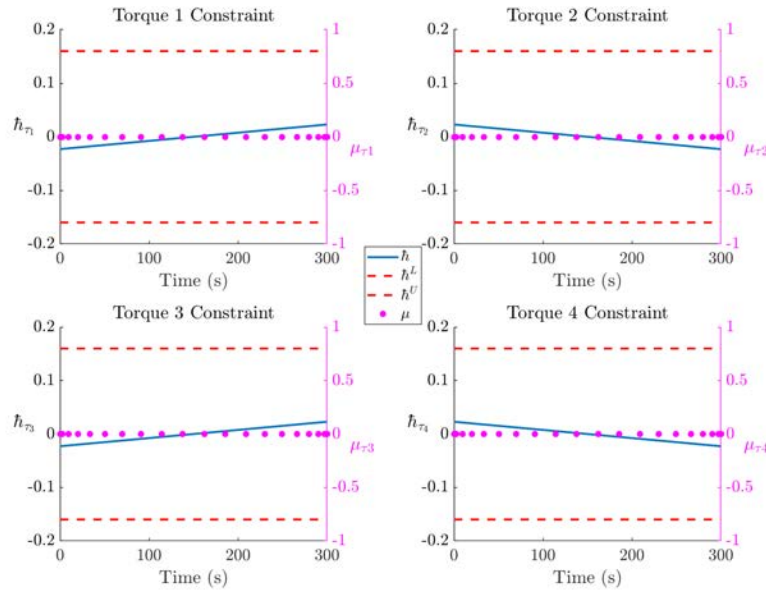 Torque 1 Constraint
0.2
0.1
0
-0.1
-0.2
ħτ1
1
0.5
0
-0.5
-1
μτ1
0 100 200 300
Time (s)
Torque 2 Constraint
0.2
0.1
0
-0.1
-0.2
ħτ2
1
0.5
0
-0.5
-1
μτ2
0 100 200 300
Time (s)
ħ
ħ^L
ħ^U
μ
Torque 3 Constraint
0.2
0.1
0
-0.1
-0.2
ħτ3
1
0.5
0
-0.5
-1
μτ3
0 100 200 300
Time (s)
Torque 4 Constraint
0.2
0.1
0
-0.1
-0.2
ħτ4
1
0.5
0
-0.5
-1
μτ4
0 100 200 300
Time (s)